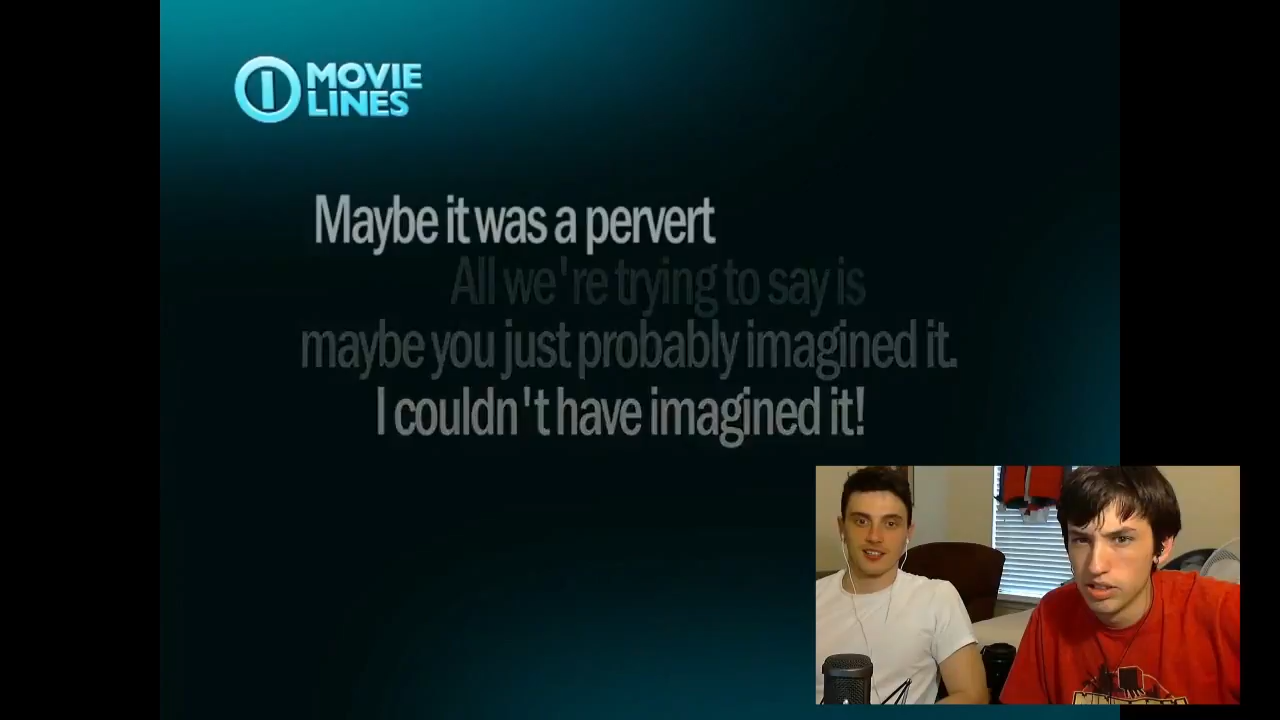 MOVIE
LINES
Maybe it was a pervert
All we're trying to say is
maybe you just probably imagined it.
I couldn't have imagined it!